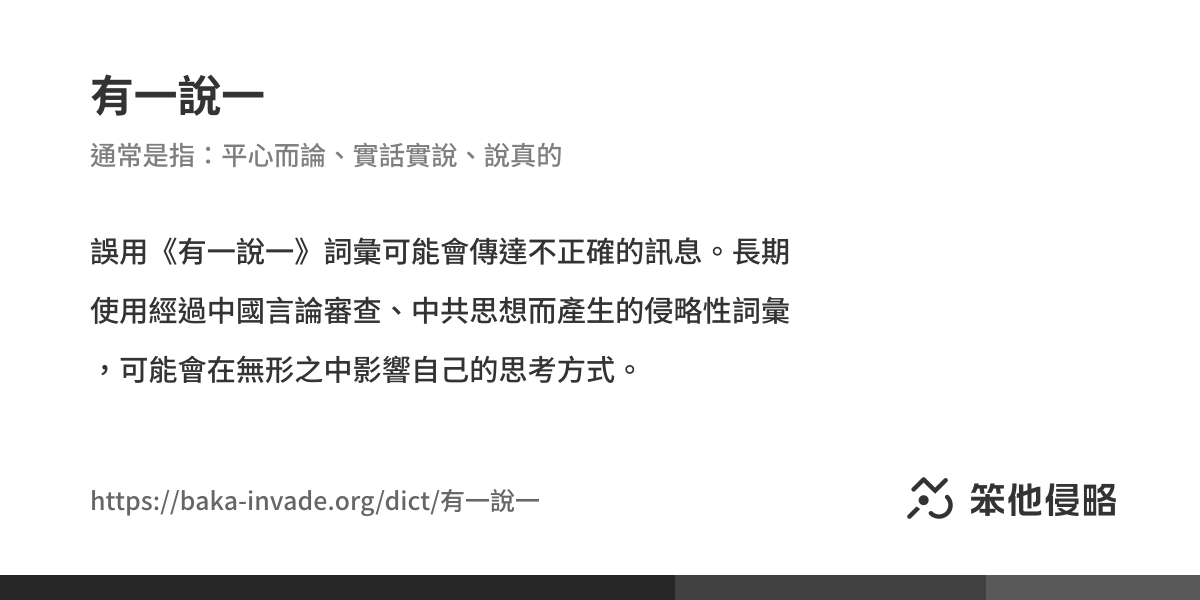 有一說一
通常是指：平心而論、實話實說、說真的
誤用《有一說一》詞彙可能會傳達不正確的訊息。長期
使用經過中國言論審查、中共思想而產生的侵略性詞彙
，可能會在無形之中影響自己的思考方式。
https://baka-invade.org/dict/有一說一
笨他侵略